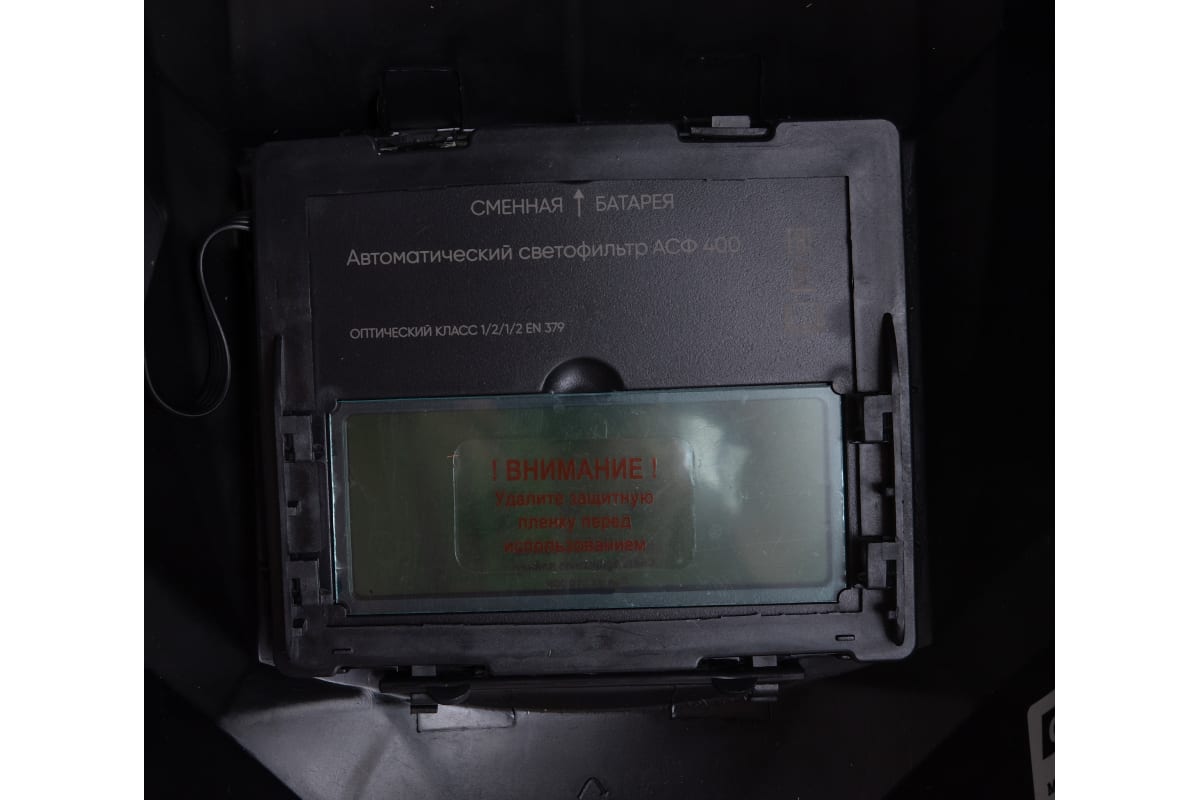 СМЕННАЯ ↑ БАТАРЕЯ
Автоматический светофильтр АСФ 400
ОПТИЧЕСКИЙ КЛАСС 1/2/1/2 EN 379
! ВНИМАНИЕ !
Удалите защитную
пленку перед
использованием